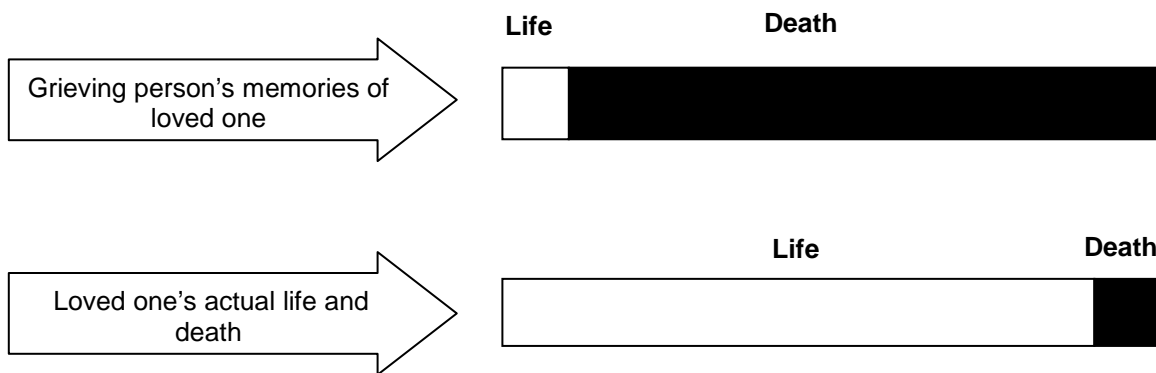 Life
Death
Grieving person’s memories of
loved one
Life
Death
Loved one’s actual life and
death